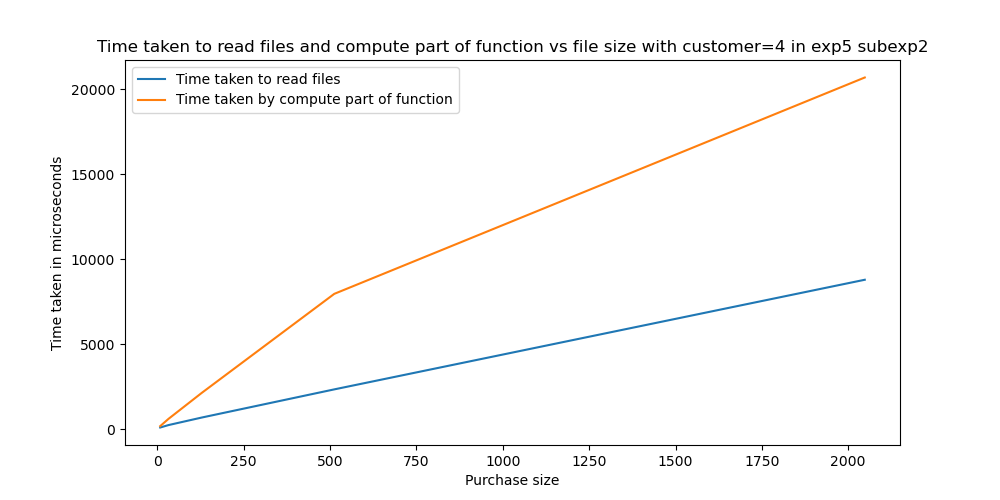 Time taken to read files and compute part of function vs file size with customer=4 in exp5 subexp2
Time taken to read files
Time taken by compute part of function
Time taken in microseconds
20000
15000
10000
5000
0
0
250
500
750
1000
1250
1500
1750
2000
Purchase size